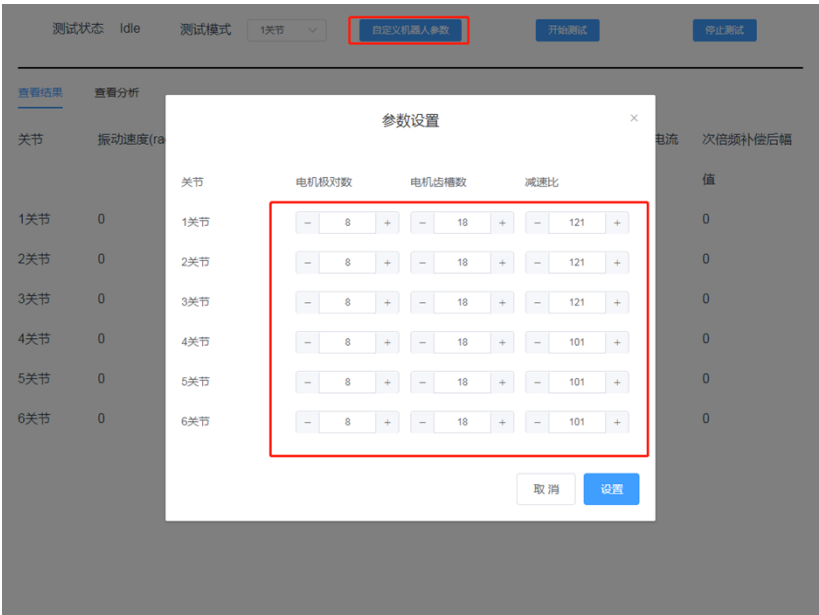 测试状态 Idle 测试模式 1关节 自定义机器人参数 开始测试 停止测试
查看结果 查看分析
参数设置 ×
关节 振动速度(ra 电流 次倍频补偿后幅
值
关节 电机极对数 电机齿槽数 减速比
1关节 0 0
1关节 − 8 + − 18 + − 121 +
2关节 0 0
2关节 − 8 + − 18 + − 121 +
3关节 0 0
3关节 − 8 + − 18 + − 121 +
4关节 0 0
4关节 − 8 + − 18 + − 101 +
5关节 0 0
5关节 − 8 + − 18 + − 101 +
6关节 0 0
6关节 − 8 + − 18 + − 101 +
取消 设置